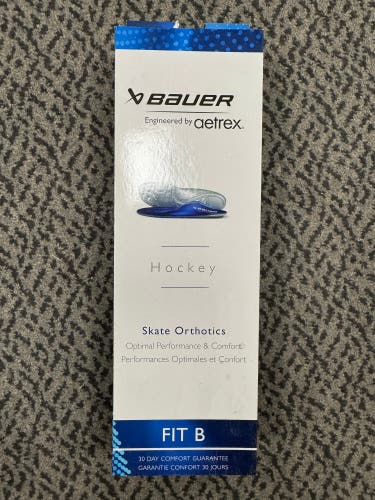 BAUER
Engineered by aetrex®
BAUER
Hockey
Skate Orthotics
Optimal Performance & Comfort
Performances Optimales et Confort
FIT B
30 DAY COMFORT GUARANTEE
GARANTIE CONFORT 30 JOURS